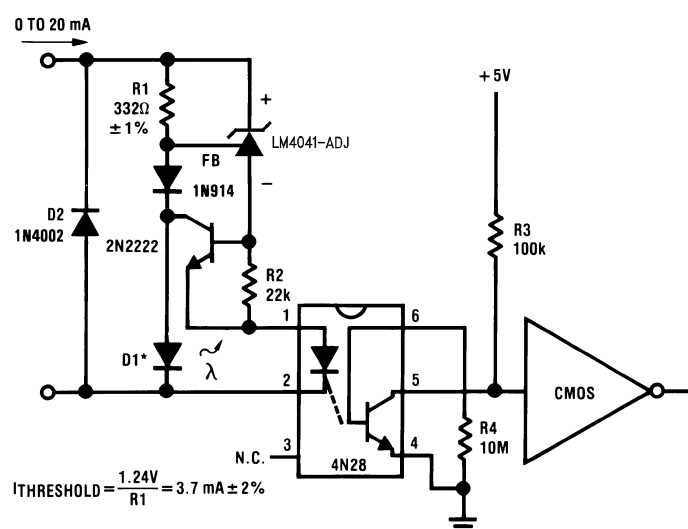 0 TO 20 mA
R1
332Ω
±1%
+
LM4041-ADJ
FB
−
1N914
+5V
D2
1N4002
2N2222
R3
100k
R2
22k
1
6
D1*
λ
2
5
CMOS
3
N.C.
4
4N28
R4
10M
ITHRESHOLD = 1.24V / R1 = 3.7 mA ± 2%